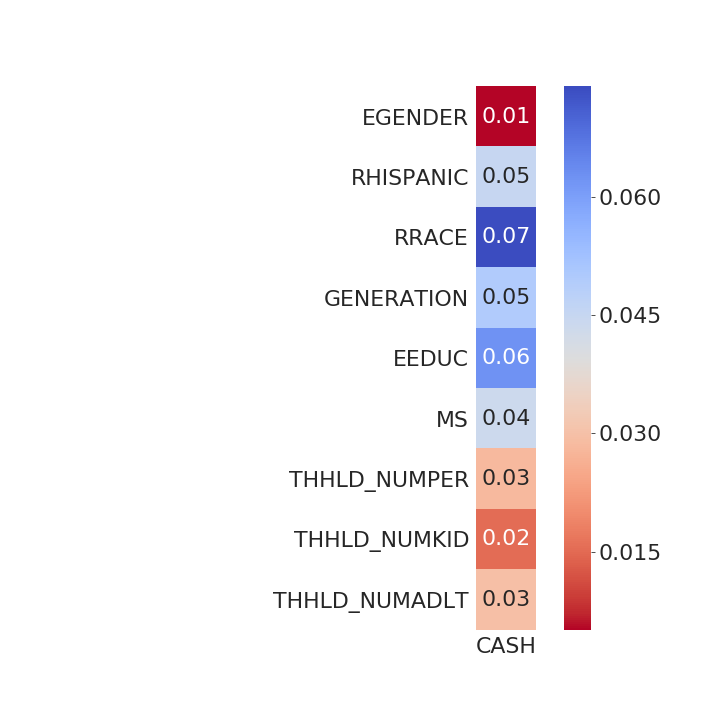 EGENDER 0.01
RHISPANIC 0.05
RRACE 0.07
0.060
GENERATION 0.05
0.045
EEDUC 0.06
MS 0.04
0.030
THHLD_NUMPER 0.03
THHLD_NUMKID 0.02
0.015
THHLD_NUMADLT 0.03
CASH